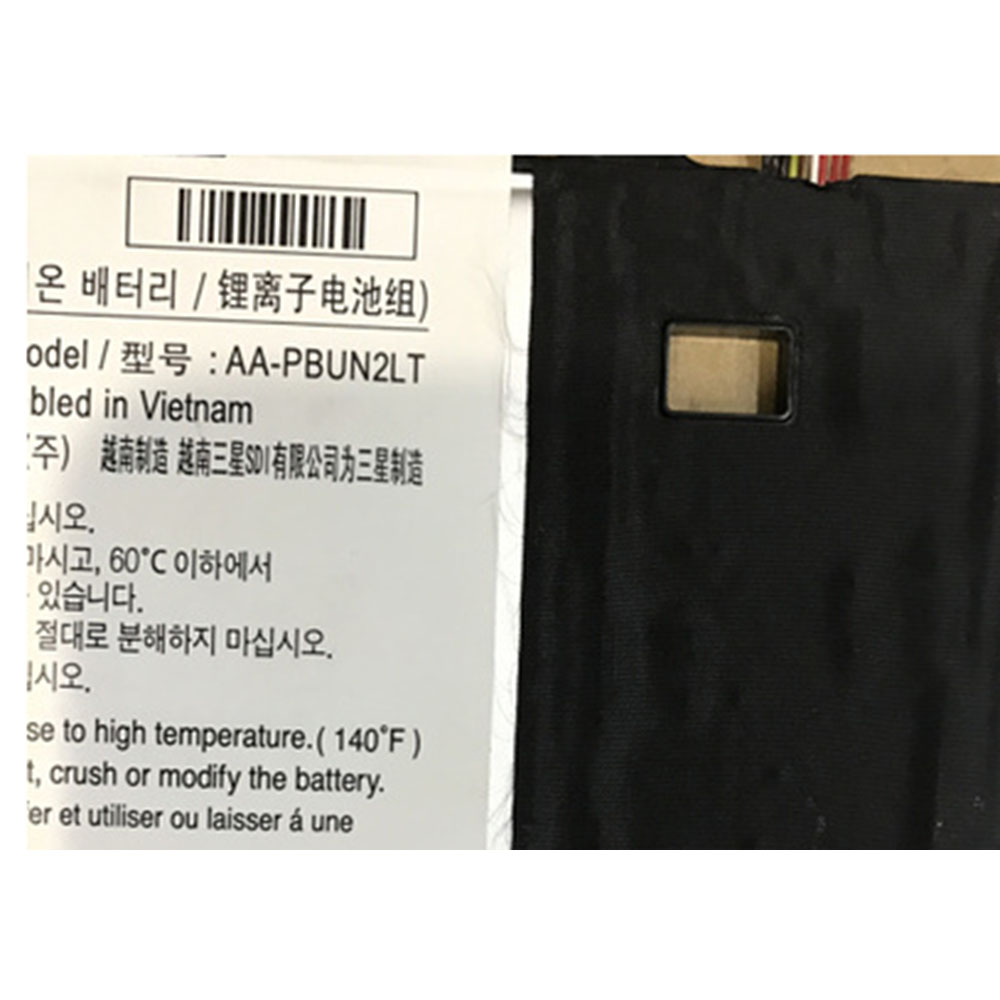 온 배터리 / 锂离子电池组)
odel / 型号 : AA-PBUN2LT
bled in Vietnam
(주) 越南制造 越南三星SDI有限公司为三星制造
십시오.
마시고, 60°C 이하에서
있습니다.
절대로 분해하지 마십시오.
십시오.
se to high temperature.( 140°F )
t, crush or modify the battery.
er et utiliser ou laisser á une